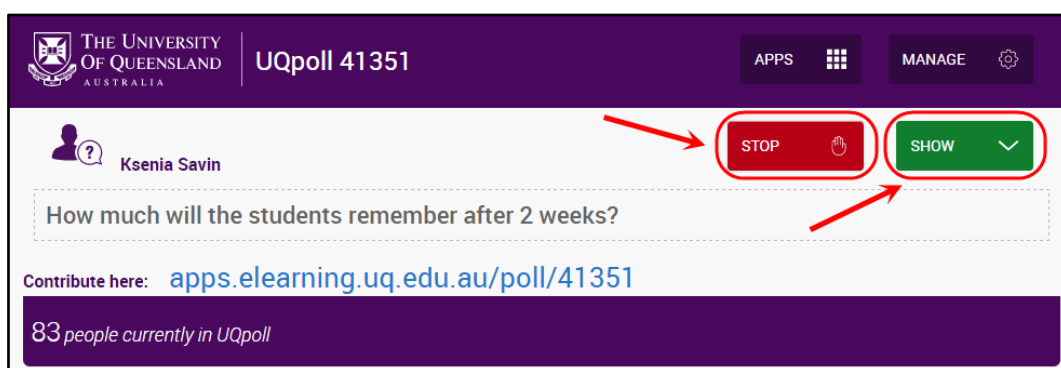 THE UNIVERSITY
OF QUEENSLAND
AUSTRALIA
UQpoll 41351
APPS
MANAGE
?
Ksenia Savin
STOP
SHOW
How much will the students remember after 2 weeks?
Contribute here: apps.elearning.uq.edu.au/poll/41351
83 people currently in UQpoll